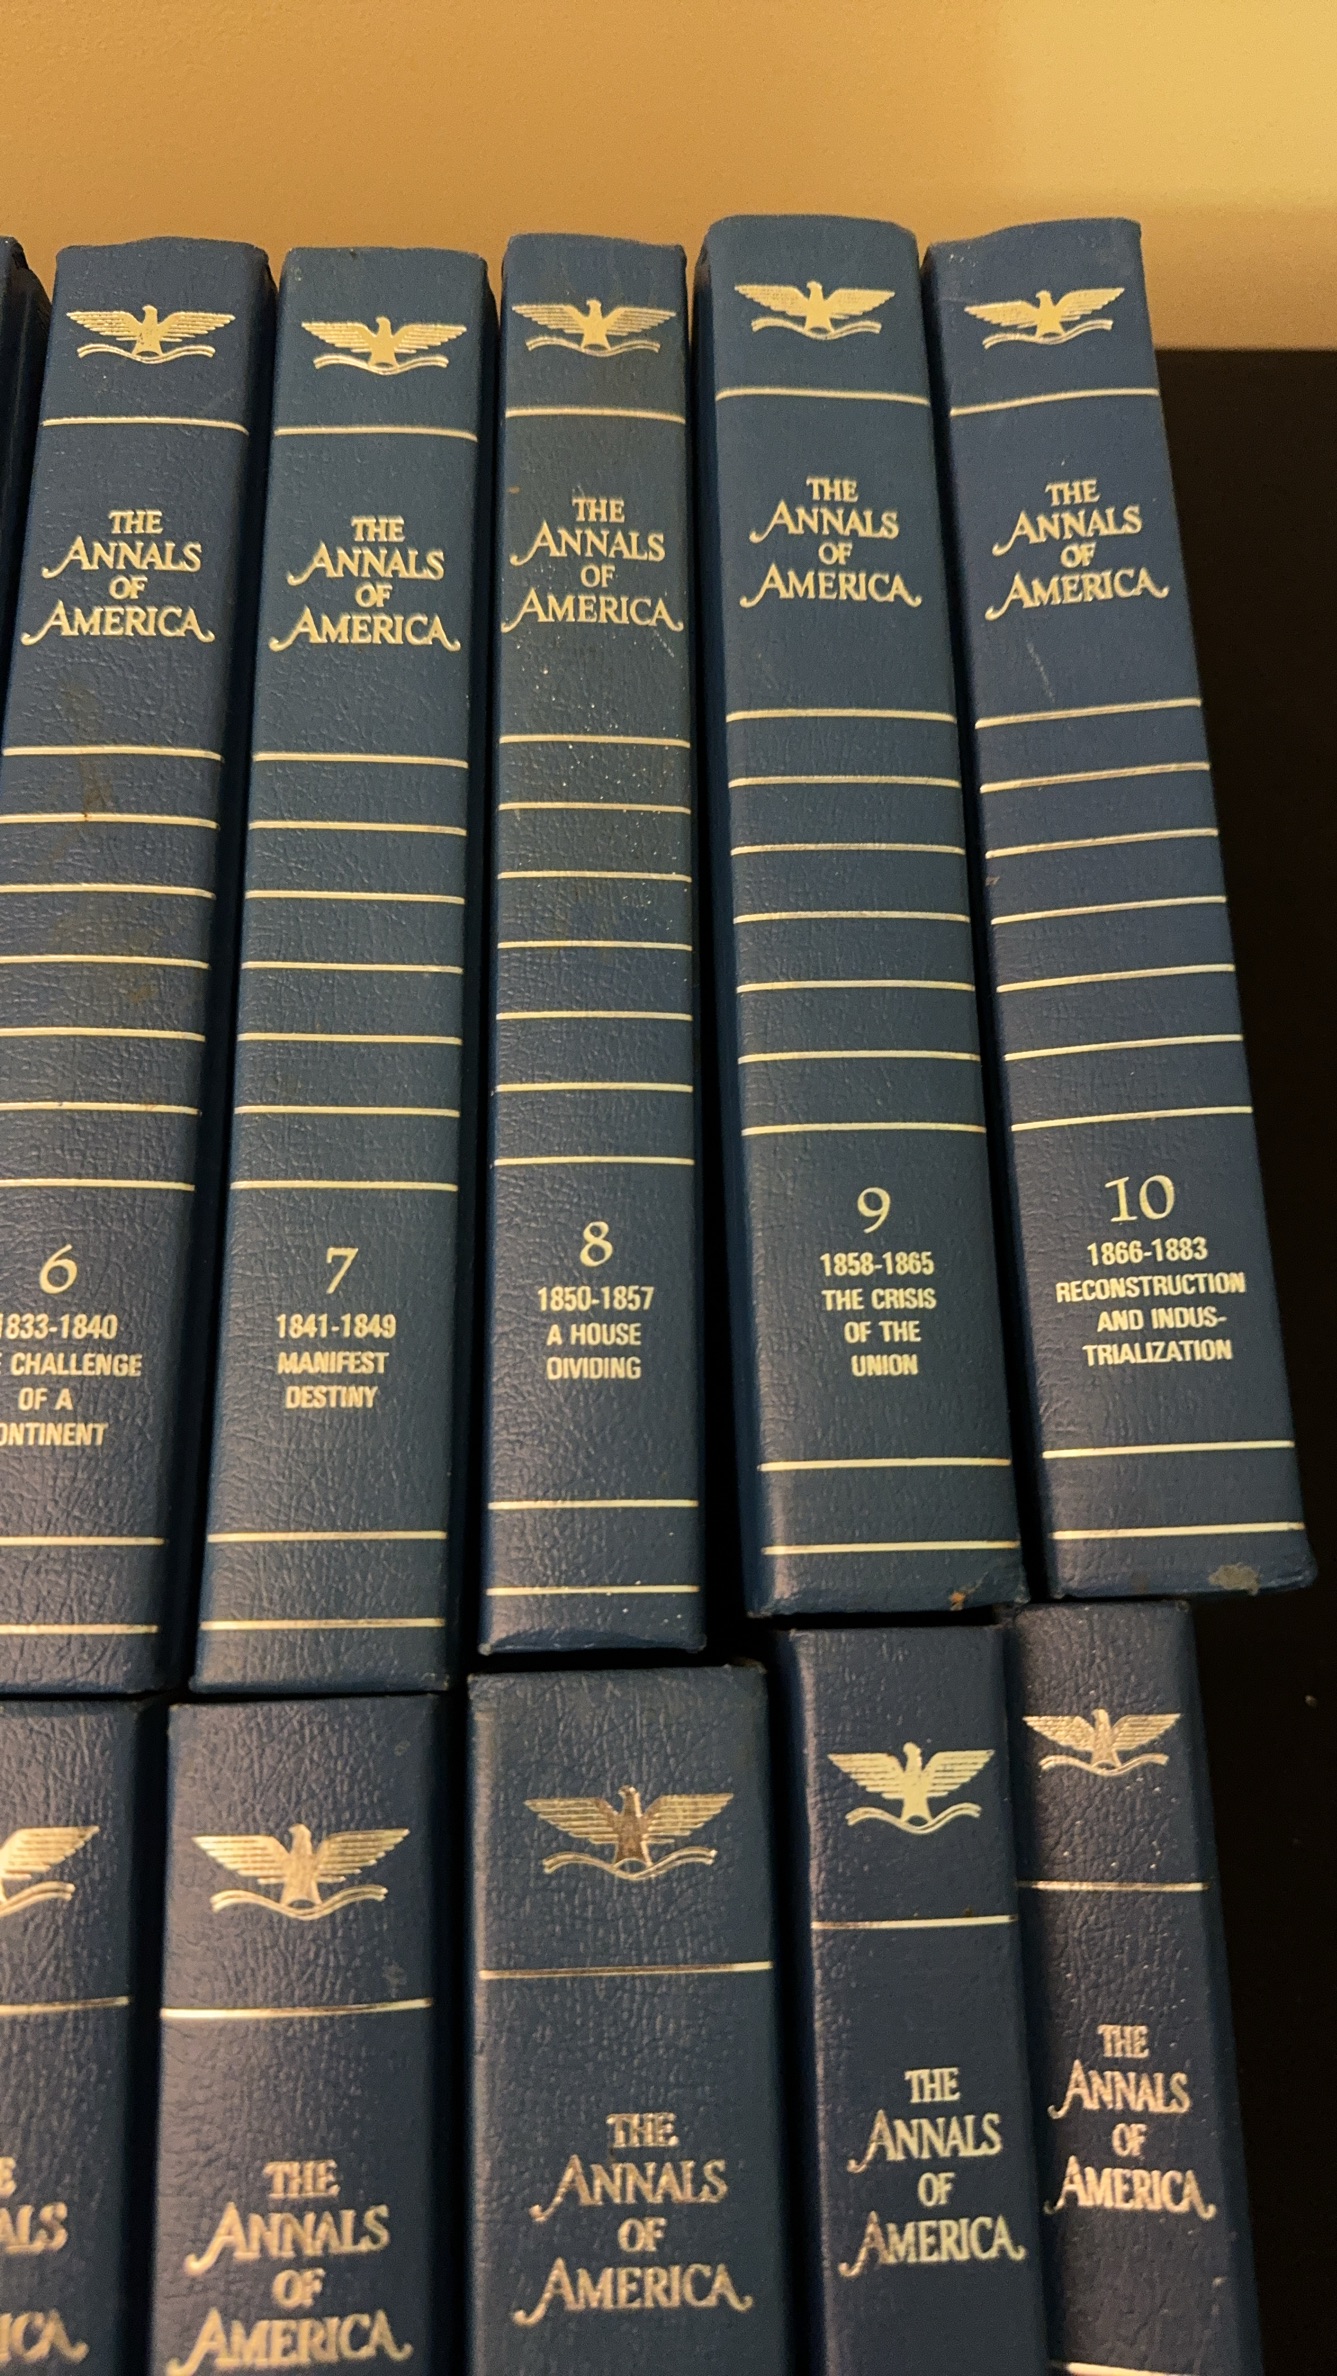 THE
ANNALS
OF
AMERICA
6
1833-1840
CHALLENGE
OF A
THE
ANNALS
OF
AMERICA
7
1841-1849
MANIFEST
DESTINY
THE
ANNALS
OF
AMERICA
8
1850-1857
A HOUSE
DIVIDING
THE
ANNALS
OF
AMERICA
9
1858-1865
THE CRISIS
OF THE
UNION
THE
ANNALS
OF
AMERICA
10
1866-1883
RECONSTRUCTION
AND INDUS-
TRIALIZATION
THE
ANNALS
OF
AMERICA
THE
ANNALS
OF
AMERICA
THE
ANNALS
OF
AMERICA
THE
ANNALS
OF
AMERICA